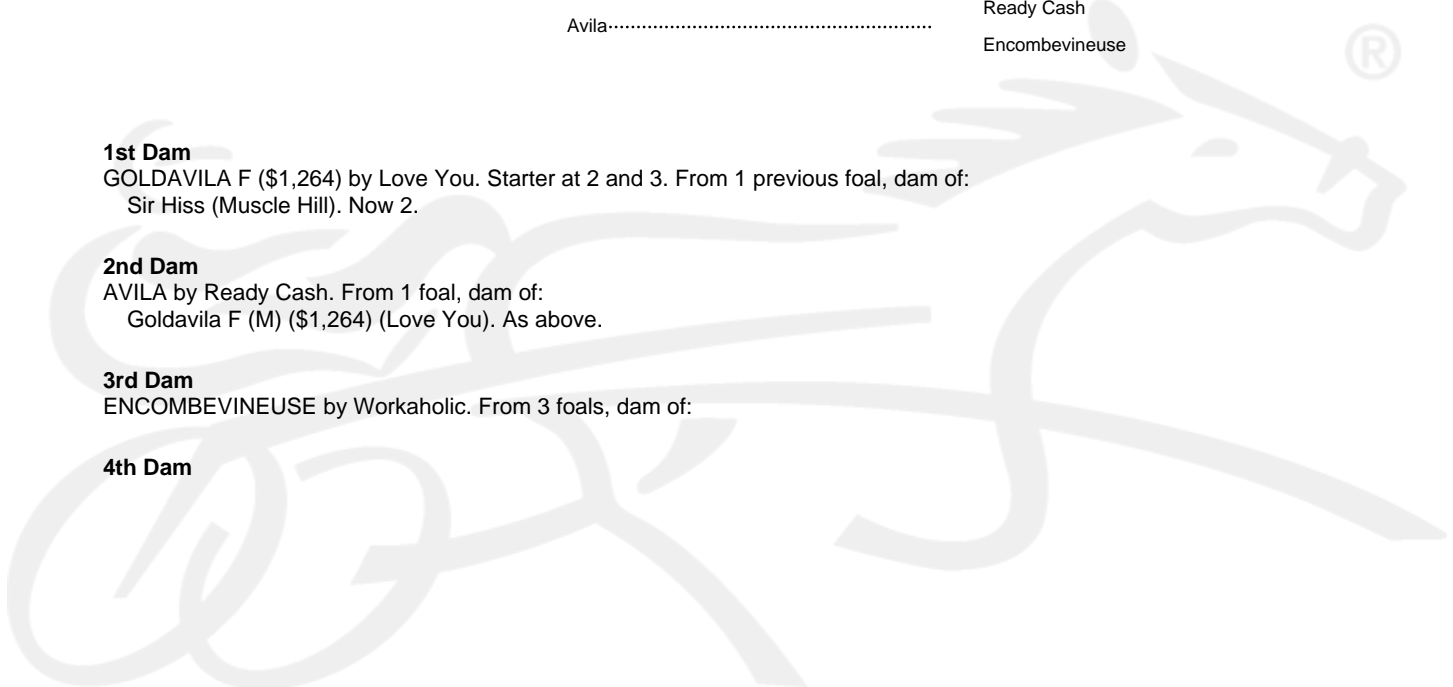 Ready Cash
Avila............................................................
Encombevineuse
®
1st Dam
GOLDAVILA F ($1,264) by Love You. Starter at 2 and 3. From 1 previous foal, dam of:
Sir Hiss (Muscle Hill). Now 2.
2nd Dam
AVILA by Ready Cash. From 1 foal, dam of:
Goldavila F (M) ($1,264) (Love You). As above.
3rd Dam
ENCOMBEVINEUSE by Workaholic. From 3 foals, dam of:
4th Dam